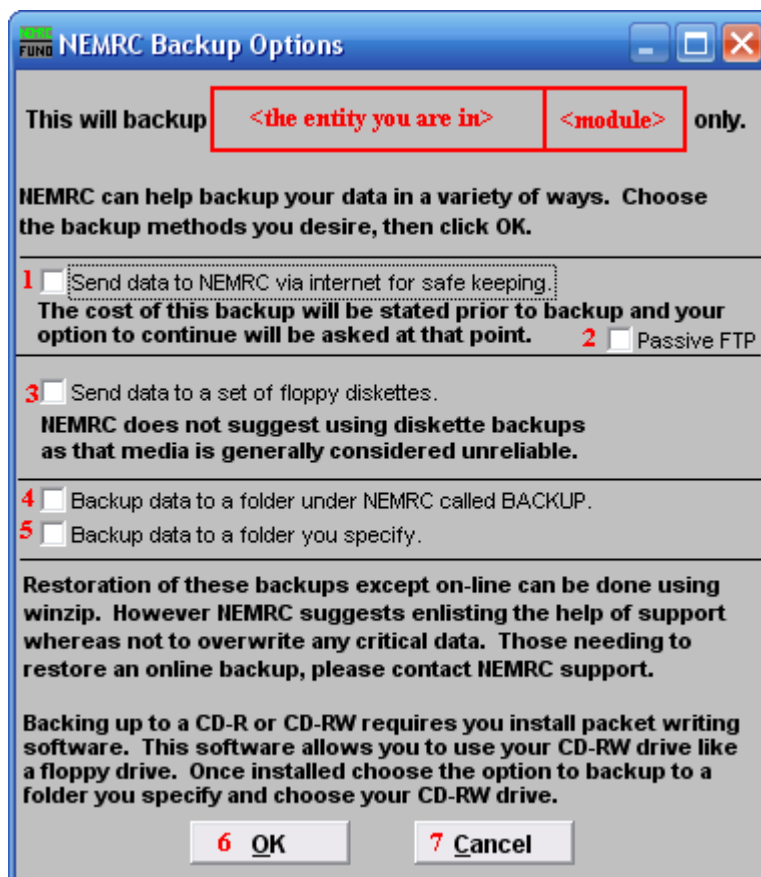 NEMRC
FUND NEMRC Backup Options
This will backup <the entity you are in> <module> only.
NEMRC can help backup your data in a variety of ways. Choose
the backup methods you desire, then click OK.
1 Send data to NEMRC via internet for safe keeping.
The cost of this backup will be stated prior to backup and your
option to continue will be asked at that point. 2 Passive FTP
3 Send data to a set of floppy diskettes.
NEMRC does not suggest using diskette backups
as that media is generally considered unreliable.
4 Backup data to a folder under NEMRC called BACKUP.
5 Backup data to a folder you specify.
Restoration of these backups except on-line can be done using
winzip. However NEMRC suggests enlisting the help of support
whereas not to overwrite any critical data. Those needing to
restore an online backup, please contact NEMRC support.
Backing up to a CD-R or CD-RW requires you install packet writing
software. This software allows you to use your CD-RW drive like
a floppy drive. Once installed choose the option to backup to a
folder you specify and choose your CD-RW drive.
6 OK 7 Cancel